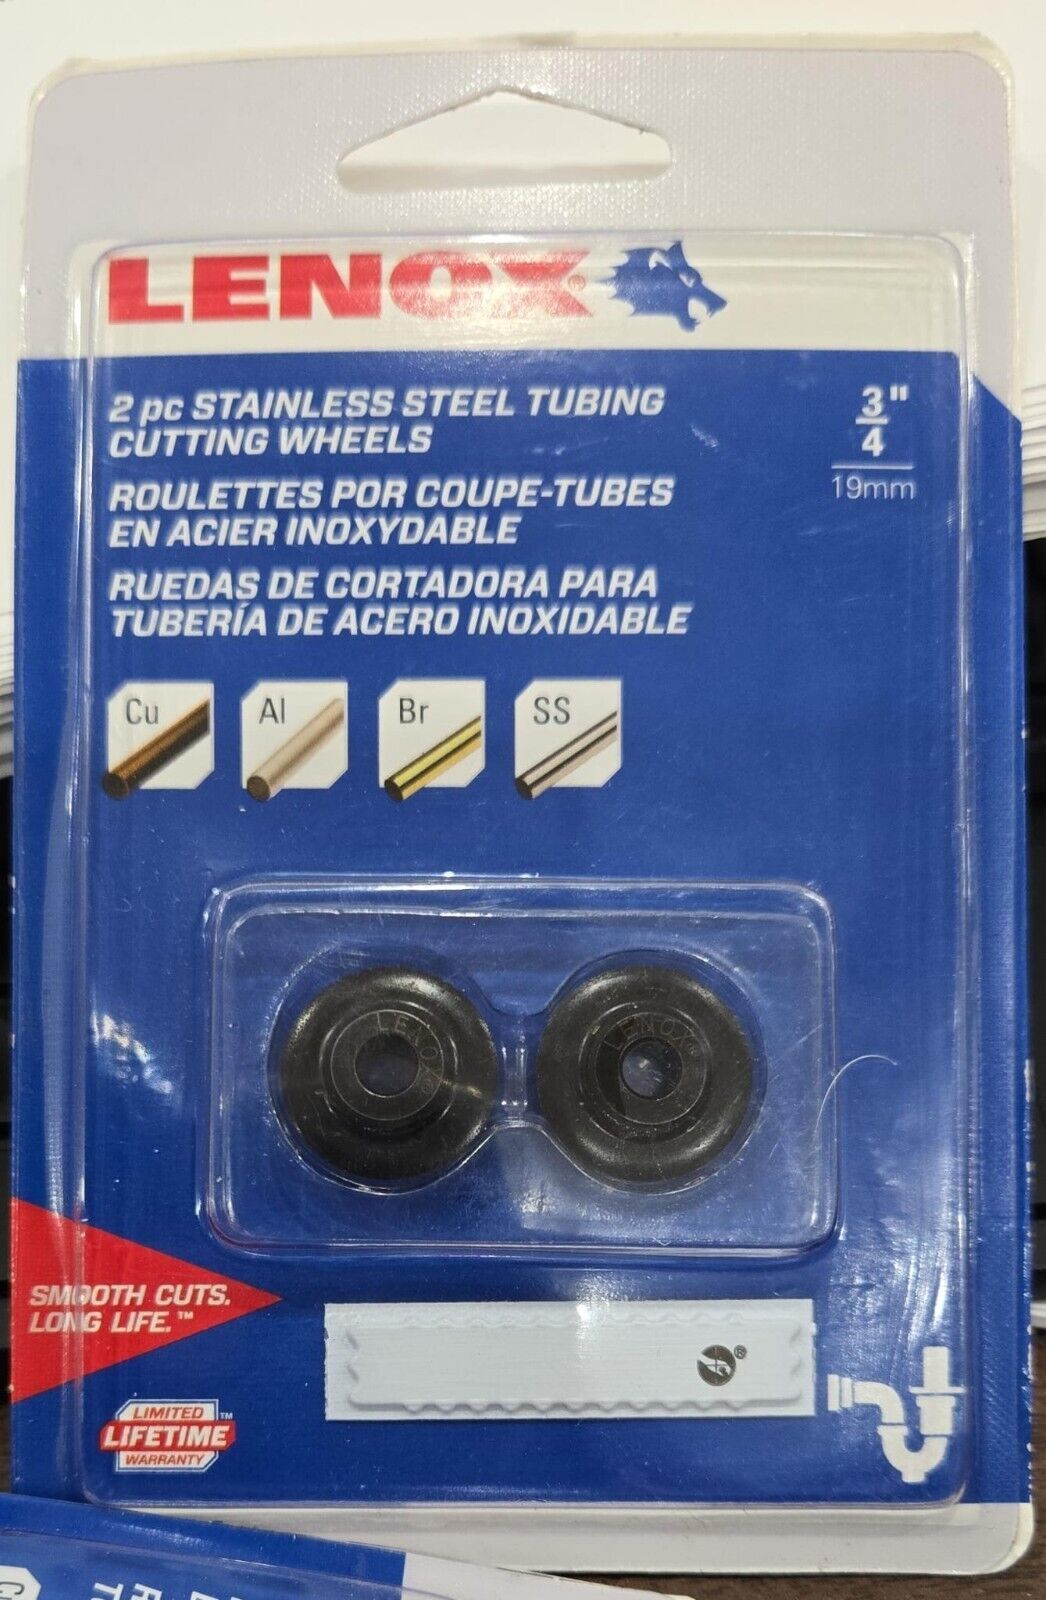 LENOX®
2 pc STAINLESS STEEL TUBING
CUTTING WHEELS
3/4"
19mm
ROULETTES POR COUPE-TUBES
EN ACIER INOXYDABLE
RUEDAS DE CORTADORA PARA
TUBERÍA DE ACERO INOXIDABLE
Cu
Al
Br
SS
LENOX®
LENOX®
SMOOTH CUTS.
LONG LIFE.™
®
LIMITED
LIFETIME™
WARRANTY